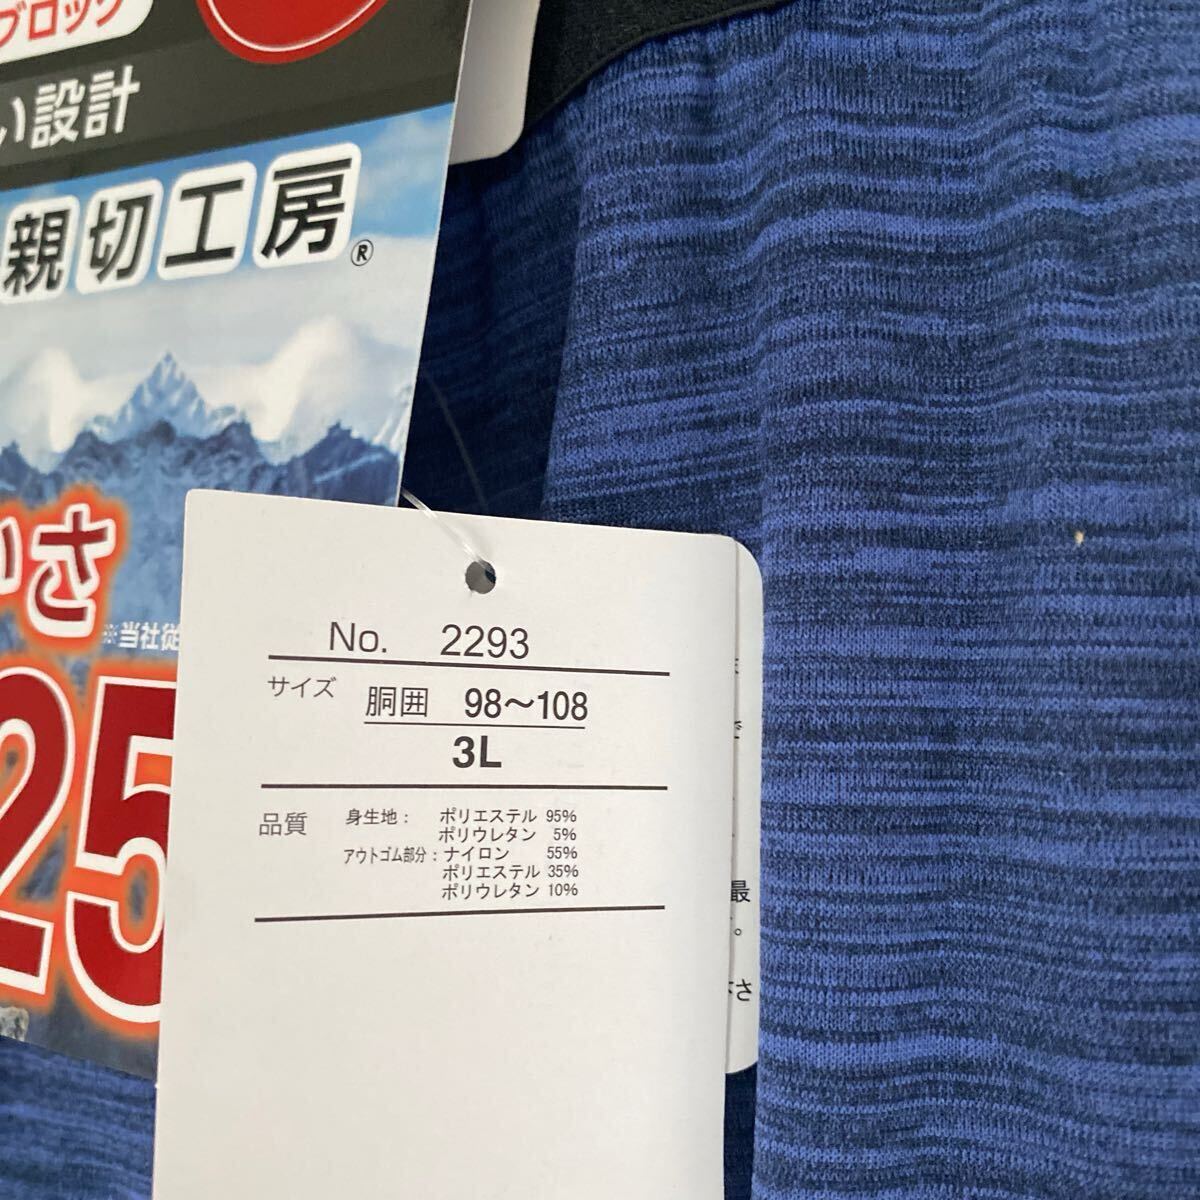 ブロック
い設計
親切工房®
かさ
※当社従
25
No. 2293
サイズ 胴囲 98〜108
3L
品質 身生地： ポリエステル 95%
ポリウレタン 5%
アウトゴム部分：ナイロン 55%
ポリエステル 35%
ポリウレタン 10%
最
。
さ